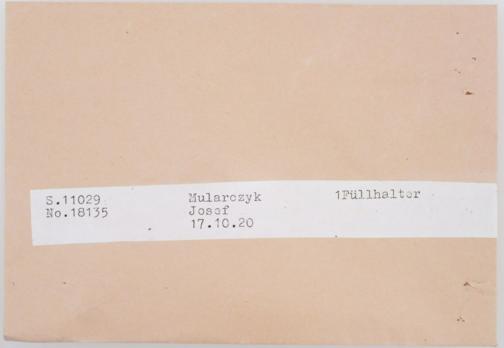 S.11029 Mularczyk 1Füllhalter
No.18135 Josef
17.10.20